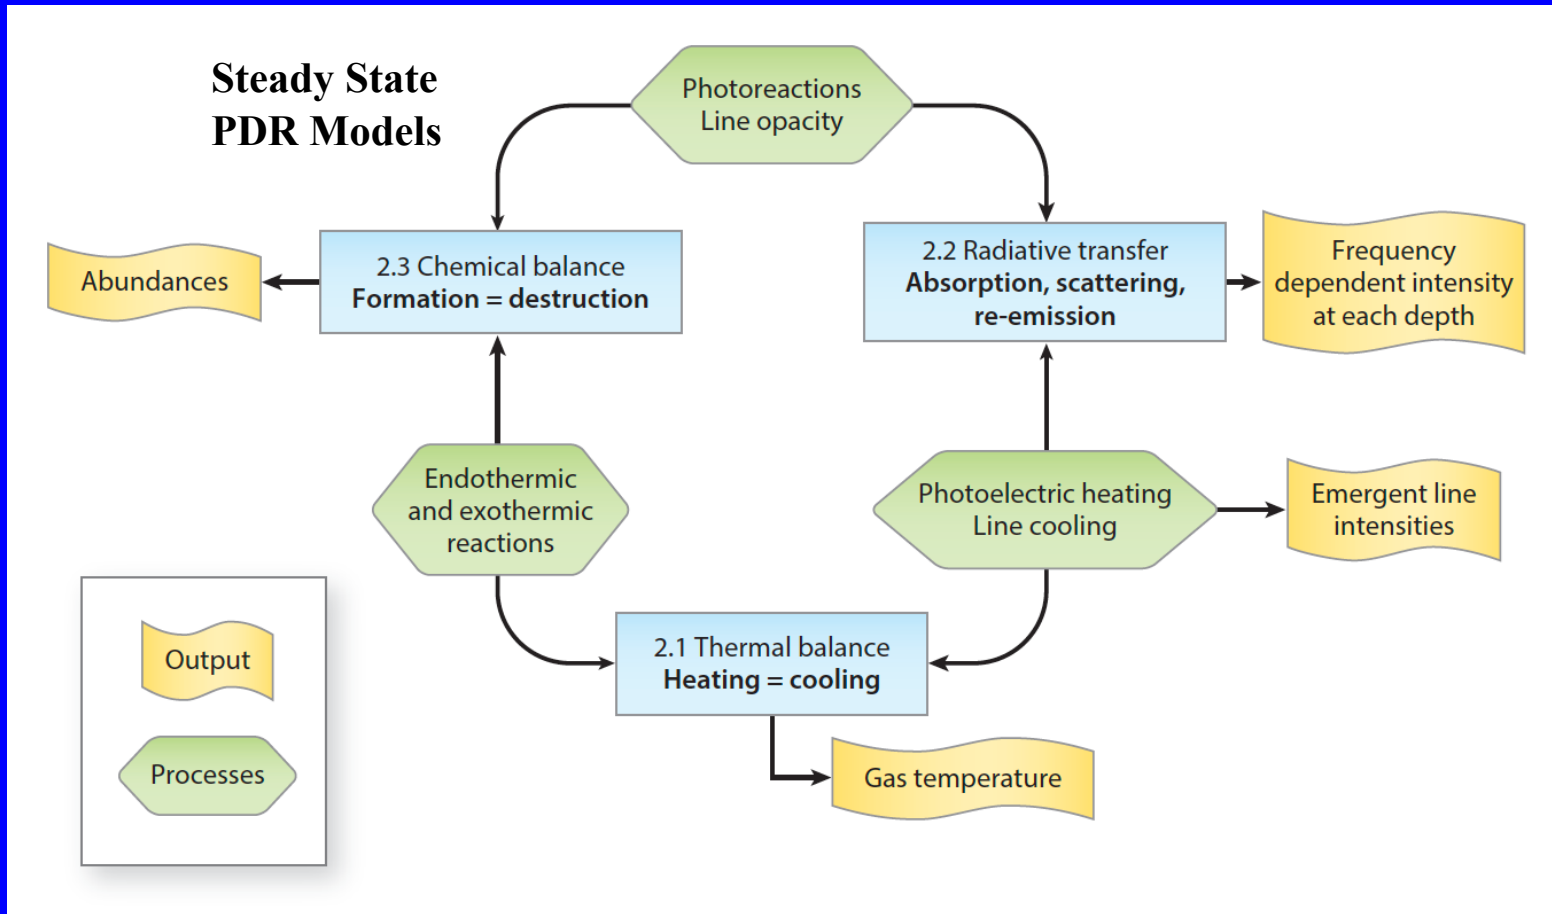 Steady State
PDR Models
Photoreactions
Line opacity
Abundances
2.3 Chemical balance
Formation = destruction
2.2 Radiative transfer
Absorption, scattering,
re-emission
Frequency
dependent intensity
at each depth
Endothermic
and exothermic
reactions
Photoelectric heating
Line cooling
Emergent line
intensities
2.1 Thermal balance
Heating = cooling
Gas temperature
Output
Processes